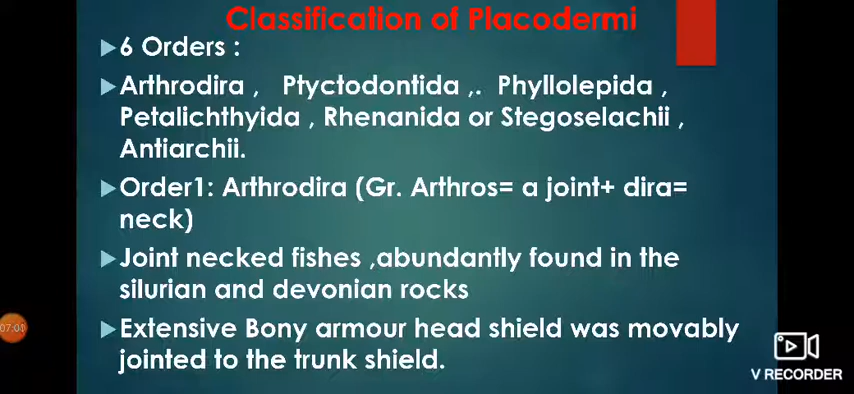 Classification of Placodermi
6 Orders :
Arthrodira , Ptyctodontida ,. Phyllolepida ,
Petalichthyida , Rhenanida or Stegoselachii ,
Antiarchii.
Order1: Arthrodira (Gr. Arthros= a joint+ dira=
neck)
Joint necked fishes ,abundantly found in the
silurian and devonian rocks
Extensive Bony armour head shield was movably
jointed to the trunk shield.
07:01
V RECORDER